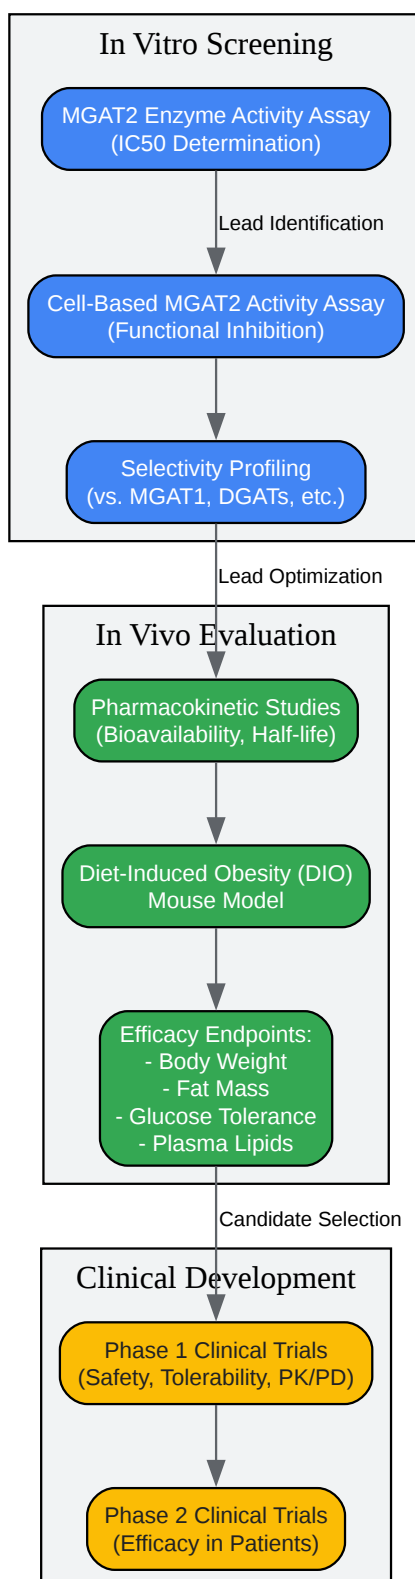 In Vitro Screening
MGAT2 Enzyme Activity Assay
(IC50 Determination)
Lead Identification
Cell-Based MGAT2 Activity Assay
(Functional Inhibition)
Selectivity Profiling
(vs. MGAT1, DGATs, etc.)
Lead Optimization
In Vivo Evaluation
Pharmacokinetic Studies
(Bioavailability, Half-life)
Diet-Induced Obesity (DIO)
Mouse Model
Efficacy Endpoints:
- Body Weight
- Fat Mass
- Glucose Tolerance
- Plasma Lipids
Candidate Selection
Clinical Development
Phase 1 Clinical Trials
(Safety, Tolerability, PK/PD)
Phase 2 Clinical Trials
(Efficacy in Patients)